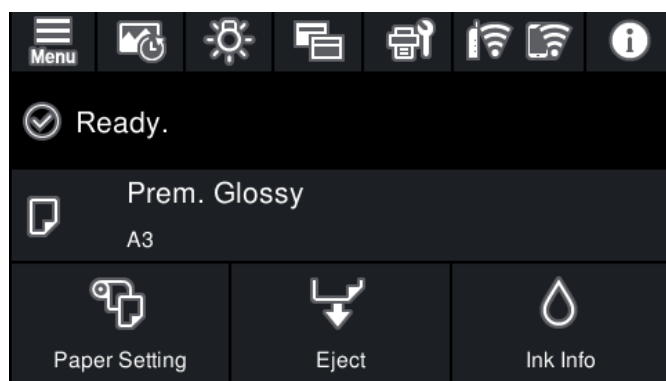 Menu
Ready.
Prem. Glossy
A3
Paper Setting
Eject
Ink Info